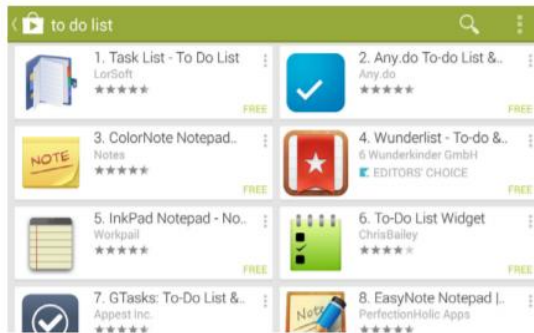 to do list
1. Task List - To Do List
LorSoft
FREE
2. Any.do To-do List &..
Any.do
FREE
3. ColorNote Notepad..
Notes
FREE
NOTE
4. Wunderlist - To-do &..
6 Wunderkinder GmbH
EDITORS' CHOICE
FREE
5. InkPad Notepad - No..
Workpail
FREE
6. To-Do List Widget
ChrisBailey
FREE
7. GTasks: To-Do List &..
Appest Inc.
8. EasyNote Notepad |..
PerfectionHolic Apps
Note